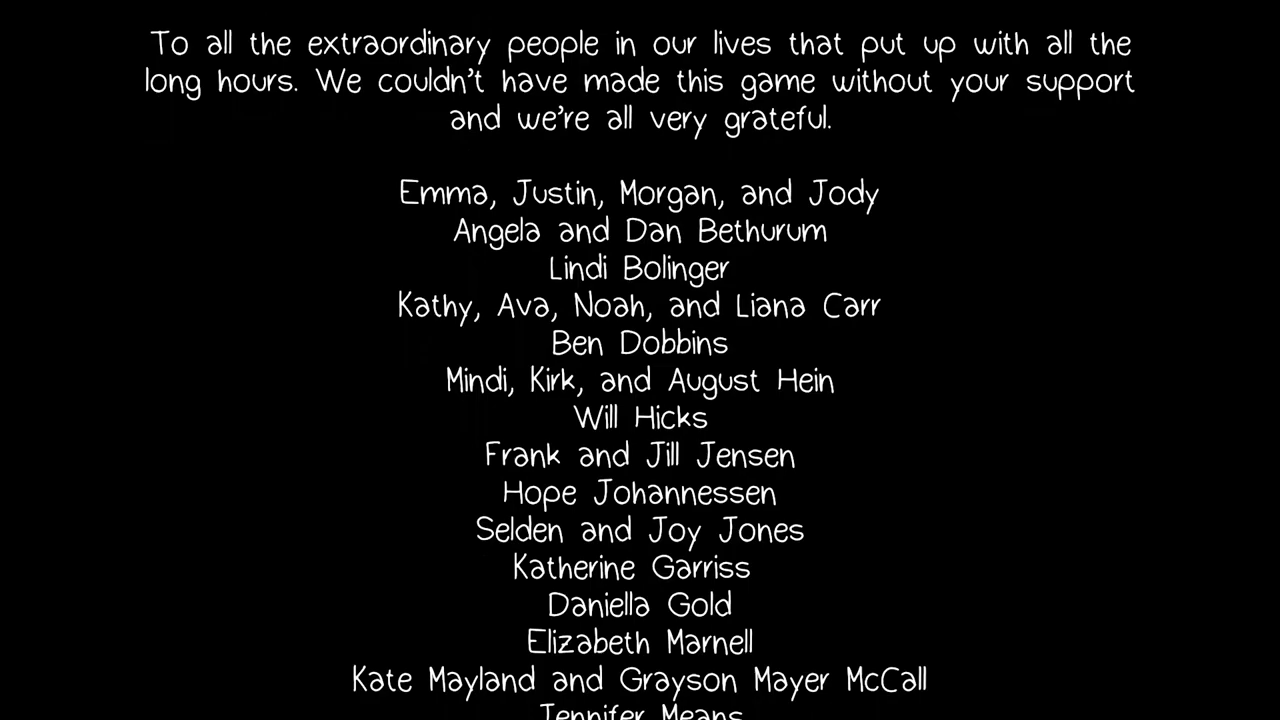 To all the extraordinary people in our lives that put up with all the
long hours. We couldn't have made this game without your support
and we're all very grateful.
Emma, Justin, Morgan, and Jody
Angela and Dan Bethurum
Lindi Bolinger
Kathy, Ava, Noah, and Liana Carr
Ben Dobbins
Mindi, Kirk, and August Hein
Will Hicks
Frank and Jill Jensen
Hope Johannessen
Selden and Joy Jones
Katherine Garriss
Daniella Gold
Elizabeth Marnell
Kate Mayland and Grayson Mayer McCall
Jennifer Means